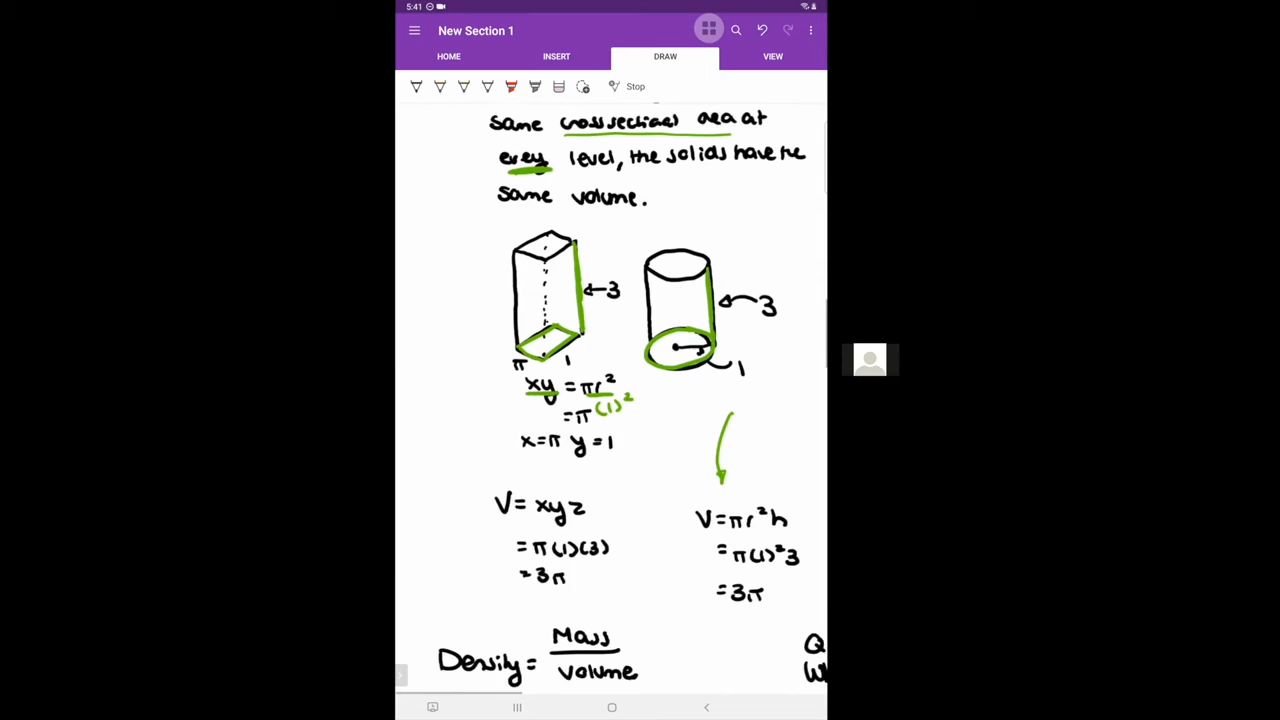 5:41
New Section 1
HOME INSERT DRAW VIEW
Stop
Same cross sectional area at
every level, the solids have the
Same volume.
←3
←3
π 1
1
xy = πr²
= π (1)²
x=π y=1
V= xyz
= π(1)(3)
= 3π
V=πr²h
= π(1)²3
= 3π
Density = Mass
volume
Q